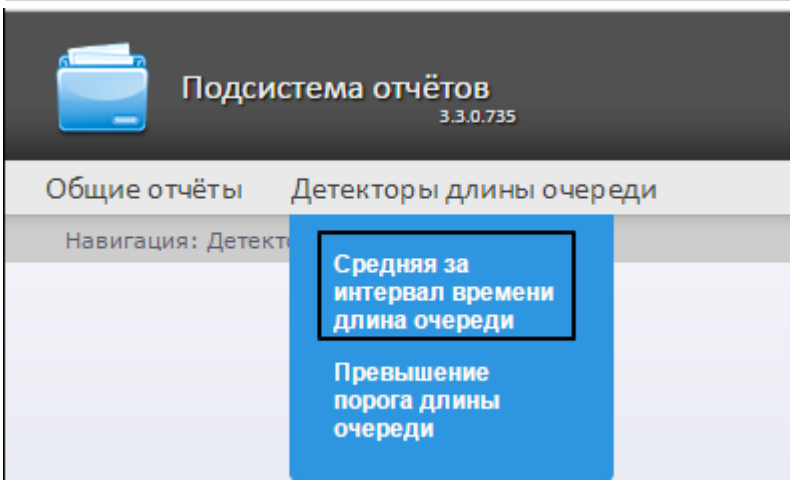 Подсистема отчётов
3.3.0.735
Общие отчёты Детекторы длины очереди
Навигация: Детект
Средняя за
интервал времени
длина очереди
Превышение
порога длины
очереди